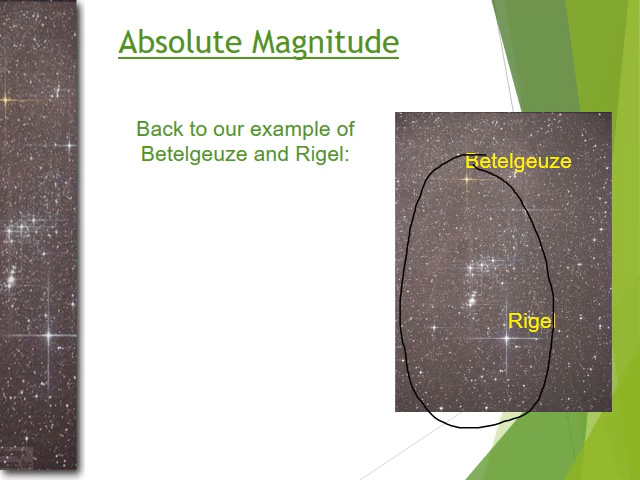 Absolute Magnitude
Back to our example of
Betelgeuze and Rigel:
Betelgeuze
Rigel